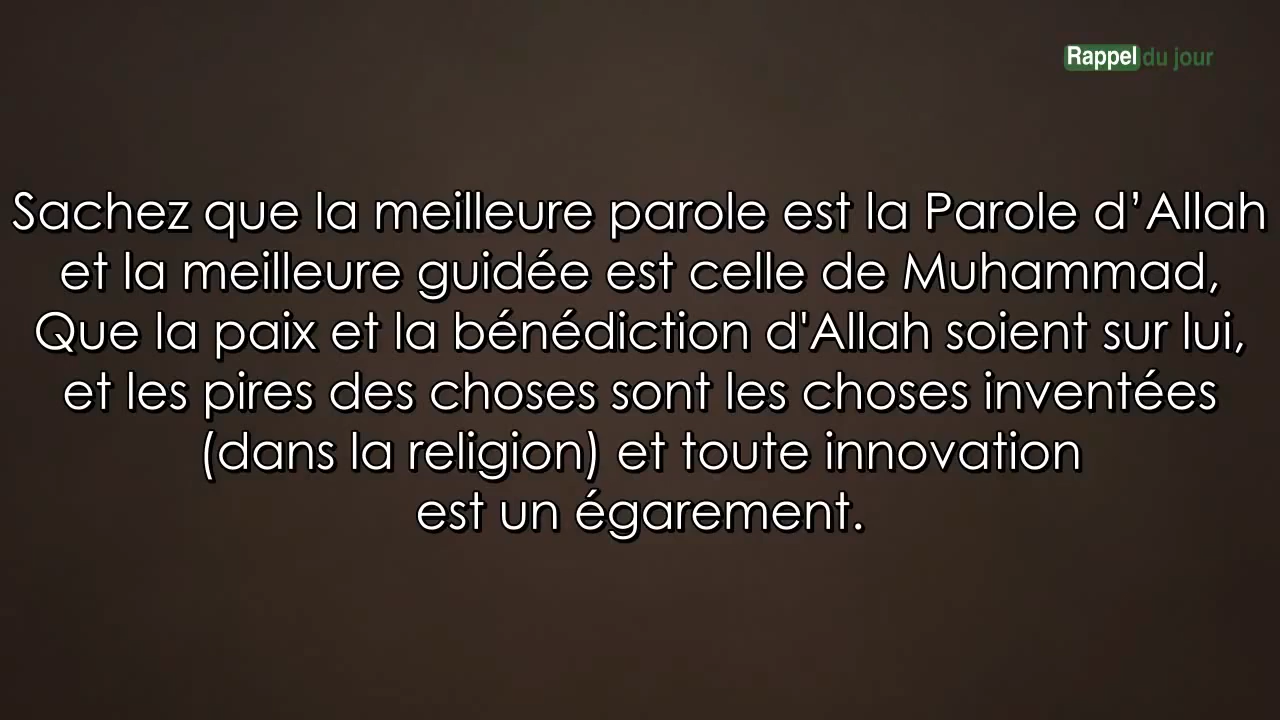 Rappel du jour
Sachez que la meilleure parole est la Parole d’Allah
et la meilleure guidée est celle de Muhammad,
Que la paix et la bénédiction d'Allah soient sur lui,
et les pires des choses sont les choses inventées
(dans la religion) et toute innovation
est un égarement.